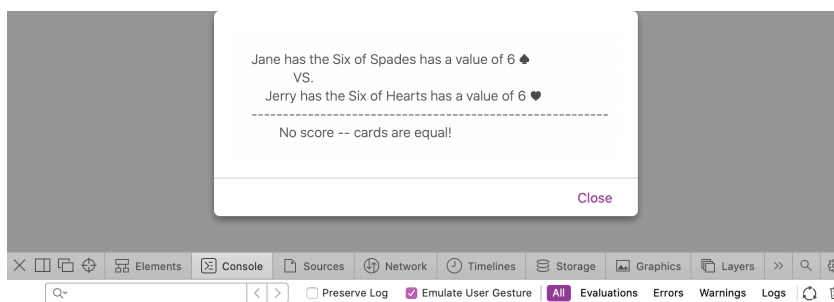 Jane has the Six of Spades has a value of 6 ♠
VS.
Jerry has the Six of Hearts has a value of 6 ♥
------------------------------------------------------
No score -- cards are equal!
Close
Elements Console Sources Network Timelines Storage Graphics Layers >>
< > Preserve Log Emulate User Gesture All Evaluations Errors Warnings Logs